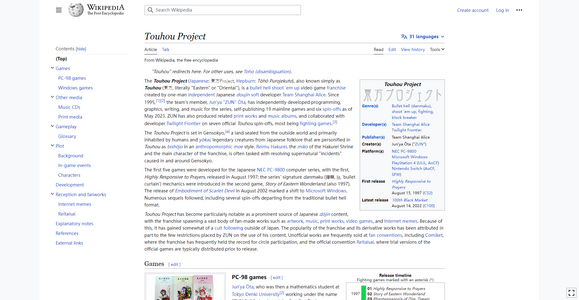 WIKIPEDIA
The Free Encyclopedia
Search Wikipedia
Create account
Log in
Contents [hide]
(Top)
Games
PC-98 games
Windows games
Other media
Music CDs
Print media
Gameplay
Glossary
Plot
Background
In-game events
Characters
Development
Reception and fanworks
Internet memes
Reitaisai
Explanatory notes
References
External links
Touhou Project
31 languages
Article Talk
Read Edit View history Tools
From Wikipedia, the free encyclopedia
"Touhou" redirects here. For other uses, see Toho (disambiguation).
The Touhou Project (Japanese: 東方Project, Hepburn: Tōhō Purojekuto), also known simply as
Touhou (東方, literally "Eastern" or "Oriental"), is a bullet hell shoot 'em up video game franchise
created by one-man independent Japanese doujin soft developer Team Shanghai Alice. Since
1995,[1][2] the team's member, Jun'ya "ZUN" Ōta, has independently developed programming,
graphics, writing, and music for the series, self-publishing 19 mainline games and six spin-offs as of
May 2023. ZUN has also produced related print works and music albums, and collaborated with
developer Twilight Frontier on seven official Touhou spin-offs, most being fighting games.[3]
The Touhou Project is set in Gensokyo,[4] a land sealed from the outside world and primarily
inhabited by humans and yokai, legendary creatures from Japanese folklore that are personified in
Touhou as bishōjo in an anthropomorphic moe style. Reimu Hakurei, the miko of the Hakurei Shrine
and the main character of the franchise, is often tasked with resolving supernatural "incidents"
caused in and around Gensokyo.
The first five games were developed for the Japanese NEC PC-9800 computer series, with the first,
Highly Responsive to Prayers, released in August 1997; the series' signature danmaku (弾幕, lit. 'bullet
curtain') mechanics were introduced in the second game, Story of Eastern Wonderland (also 1997).
The release of Embodiment of Scarlet Devil in August 2002 marked a shift to Microsoft Windows.
Numerous sequels followed, including several spin-offs departing from the traditional bullet hell
format.
Touhou Project has become particularly notable as a prominent source of Japanese dōjin content,
with the franchise spawning a vast body of fan-made works such as artwork, music, print works, video games, and Internet memes. Because of
this, it has gained somewhat of a cult following outside of Japan. The popularity of the franchise and its derivative works has been attributed in
part to the few restrictions placed by ZUN on the use of his content. Unofficial works are frequently sold at fan conventions, including Comiket,
where the franchise has frequently held the record for circle participation, and the official convention Reitaisai, where trial versions of the
official games are typically distributed prior to release.
Touhou Project
東方Project
Genre(s) Bullet hell (danmaku), shoot 'em up, fighting, block breaker
Developer(s) Team Shanghai Alice
Twilight Frontier
Publisher(s) Team Shanghai Alice
Creator(s) Jun'ya Ōta ("ZUN")
Platform(s) NEC PC-9800
Microsoft Windows
PlayStation 4 (ULiL, AoCF)
Nintendo Switch (AoCF,
First release Highly Responsive to
Prayers
August 15, 1997 (C52)
Latest release 100% Black Market
August 14, 2022 (C100)
Games [edit]
PC-98 games [edit]
Jun'ya Ōta, who was then a mathematics student at
Tokyo Denki University[5] working under the name
Release timeline
Fighting games marked with an asterisk (*)
1997
01 Highly Responsive to Prayers
02 Story of Eastern Wonderland
03 Phantasmagoria of Dim. Dream